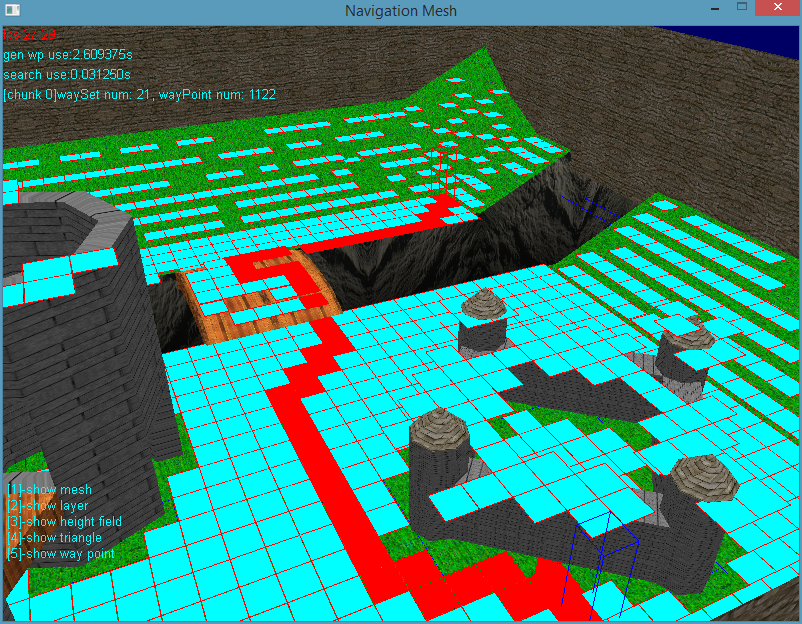 Navigation Mesh
gen wp use:2.609375s
search use:0.031250s
[chunk 0]waySet num: 21, wayPoint num: 1122
[1]-show mesh
[2]-show layer
[3]-show height field
[4]-show triangle
[5]-show way point